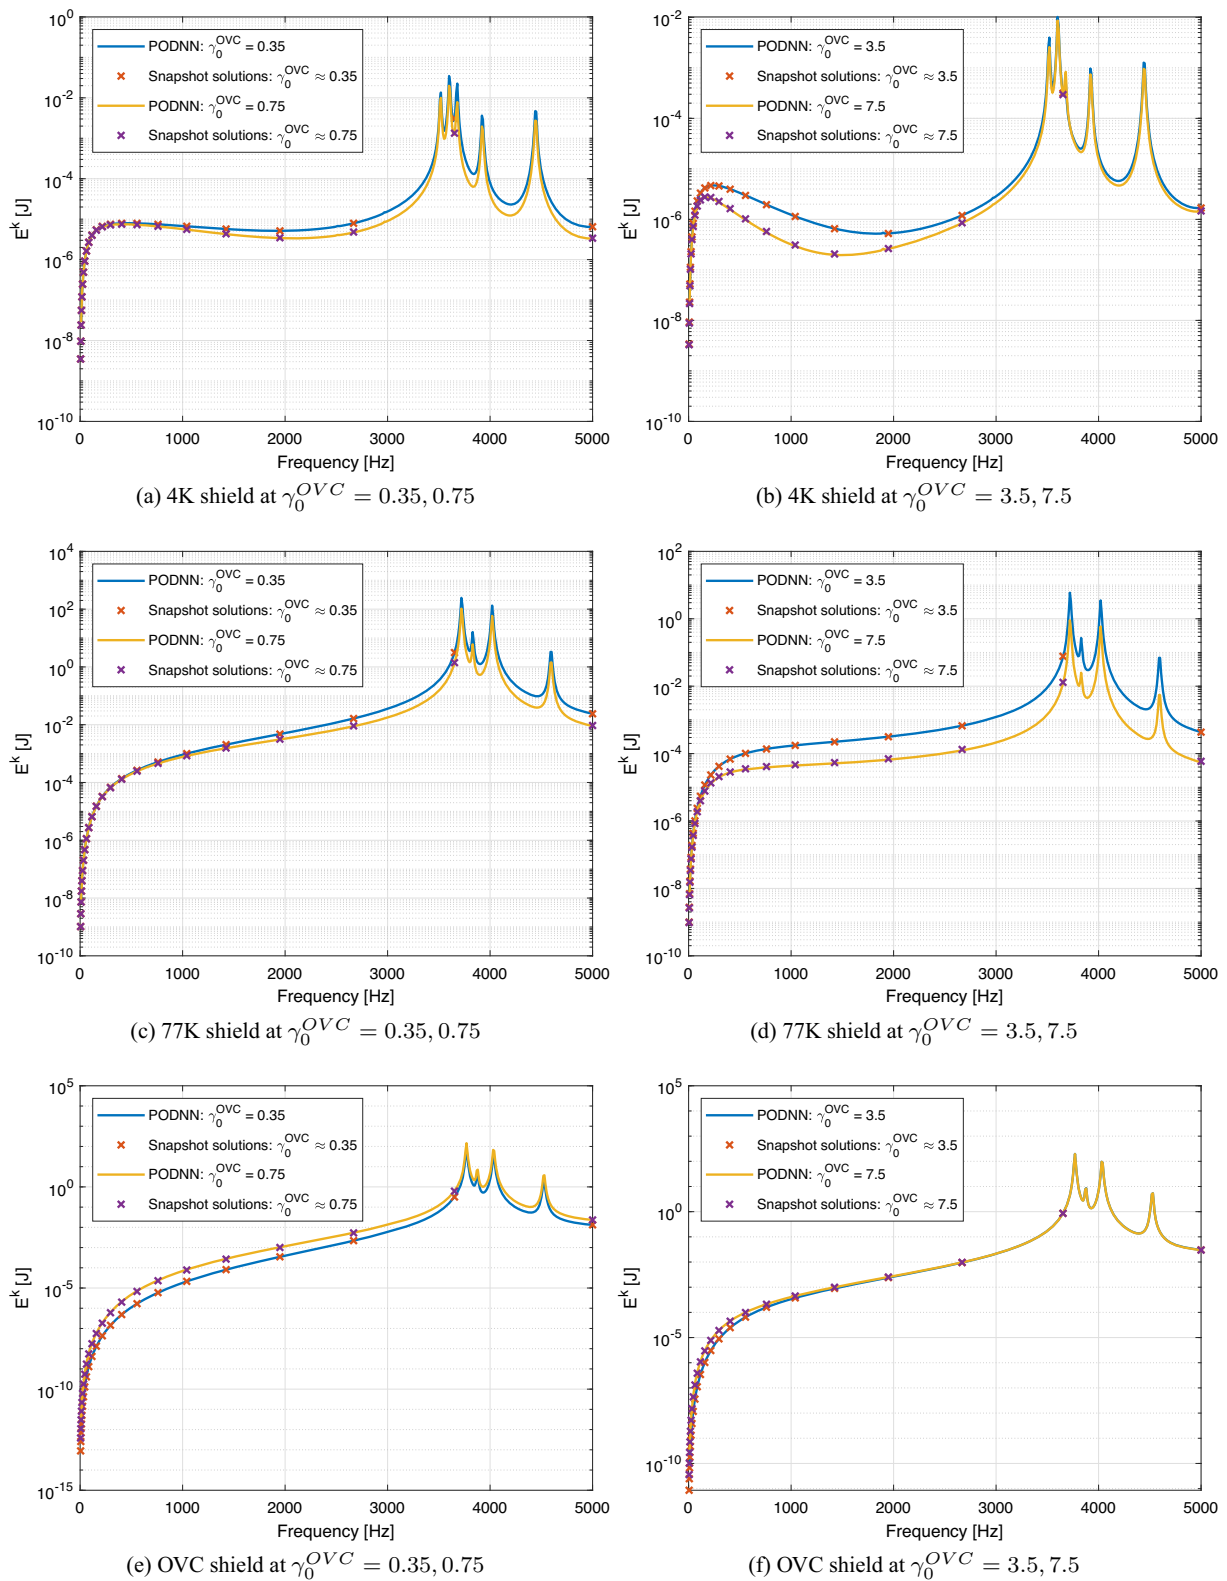 10^0
10^-2
10^-4
10^-6
10^-8
10^-10
E^k [J]
PODNN: γ_0^OVC = 0.35
Snapshot solutions: γ_0^OVC ≈ 0.35
PODNN: γ_0^OVC = 0.75
Snapshot solutions: γ_0^OVC ≈ 0.75
0 1000 2000 3000 4000 5000
Frequency [Hz]
(a) 4K shield at γ_0^OVC = 0.35, 0.75
10^-2
10^-4
10^-6
10^-8
10^-10
E^k [J]
PODNN: γ_0^OVC = 3.5
Snapshot solutions: γ_0^OVC ≈ 3.5
PODNN: γ_0^OVC = 7.5
Snapshot solutions: γ_0^OVC ≈ 7.5
0 1000 2000 3000 4000 5000
Frequency [Hz]
(b) 4K shield at γ_0^OVC = 3.5, 7.5
10^4
10^2
10^0
10^-2
10^-4
10^-6
10^-8
10^-10
E^k [J]
PODNN: γ_0^OVC = 0.35
Snapshot solutions: γ_0^OVC ≈ 0.35
PODNN: γ_0^OVC = 0.75
Snapshot solutions: γ_0^OVC ≈ 0.75
0 1000 2000 3000 4000 5000
Frequency [Hz]
(c) 77K shield at γ_0^OVC = 0.35, 0.75
10^2
10^0
10^-2
10^-4
10^-6
10^-8
10^-10
E^k [J]
PODNN: γ_0^OVC = 3.5
Snapshot solutions: γ_0^OVC ≈ 3.5
PODNN: γ_0^OVC = 7.5
Snapshot solutions: γ_0^OVC ≈ 7.5
0 1000 2000 3000 4000 5000
Frequency [Hz]
(d) 77K shield at γ_0^OVC = 3.5, 7.5
10^5
10^0
10^-5
10^-10
10^-15
E^k [J]
PODNN: γ_0^OVC = 0.35
Snapshot solutions: γ_0^OVC ≈ 0.35
PODNN: γ_0^OVC = 0.75
Snapshot solutions: γ_0^OVC ≈ 0.75
0 1000 2000 3000 4000 5000
Frequency [Hz]
(e) OVC shield at γ_0^OVC = 0.35, 0.75
10^5
10^0
10^-5
10^-10
E^k [J]
PODNN: γ_0^OVC = 3.5
Snapshot solutions: γ_0^OVC ≈ 3.5
PODNN: γ_0^OVC = 7.5
Snapshot solutions: γ_0^OVC ≈ 7.5
0 1000 2000 3000 4000 5000
Frequency [Hz]
(f) OVC shield at γ_0^OVC = 3.5, 7.5